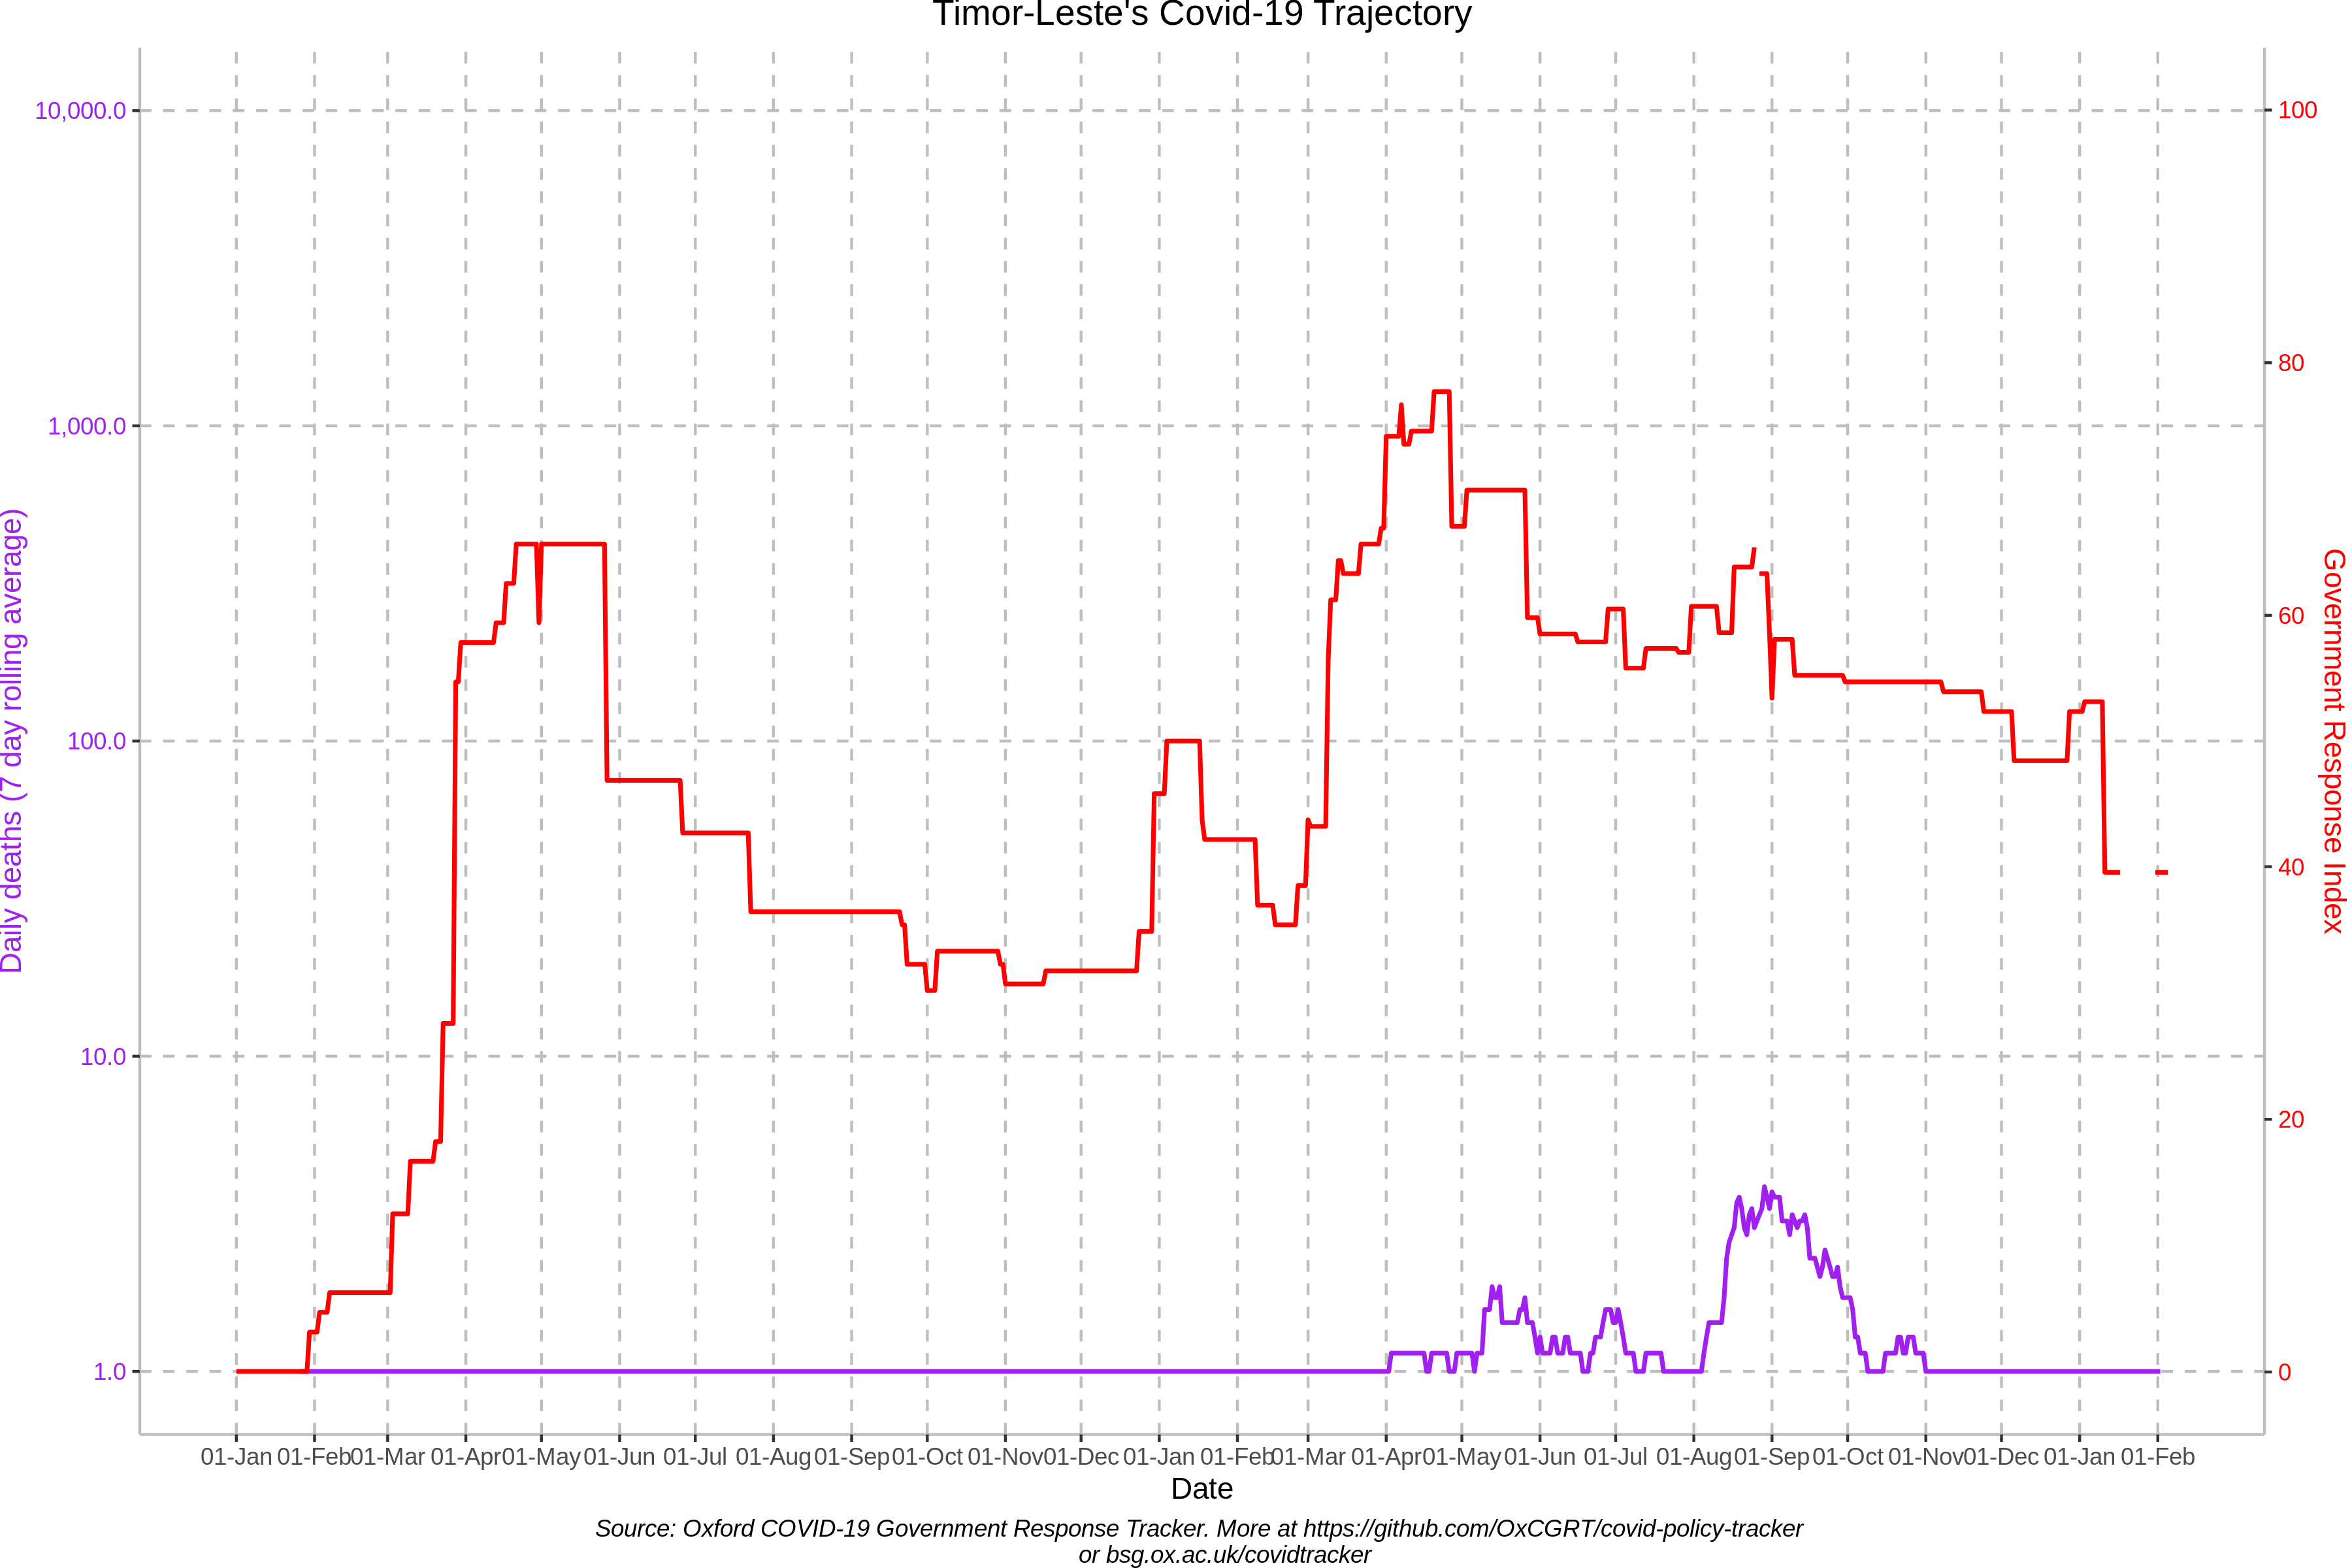 Timor-Leste's Covid-19 Trajectory
10,000.0
1,000.0
100.0
10.0
1.0
Daily deaths (7 day rolling average)
100
80
60
40
20
0
Government Response Index
01-Jan 01-Feb 01-Mar 01-Apr 01-May 01-Jun 01-Jul 01-Aug 01-Sep 01-Oct 01-Nov 01-Dec 01-Jan 01-Feb 01-Mar 01-Apr 01-May 01-Jun 01-Jul 01-Aug 01-Sep 01-Oct 01-Nov 01-Dec 01-Jan 01-Feb
Date
Source: Oxford COVID-19 Government Response Tracker. More at https://github.com/OxCGRT/covid-policy-tracker
or bsg.ox.ac.uk/covidtracker